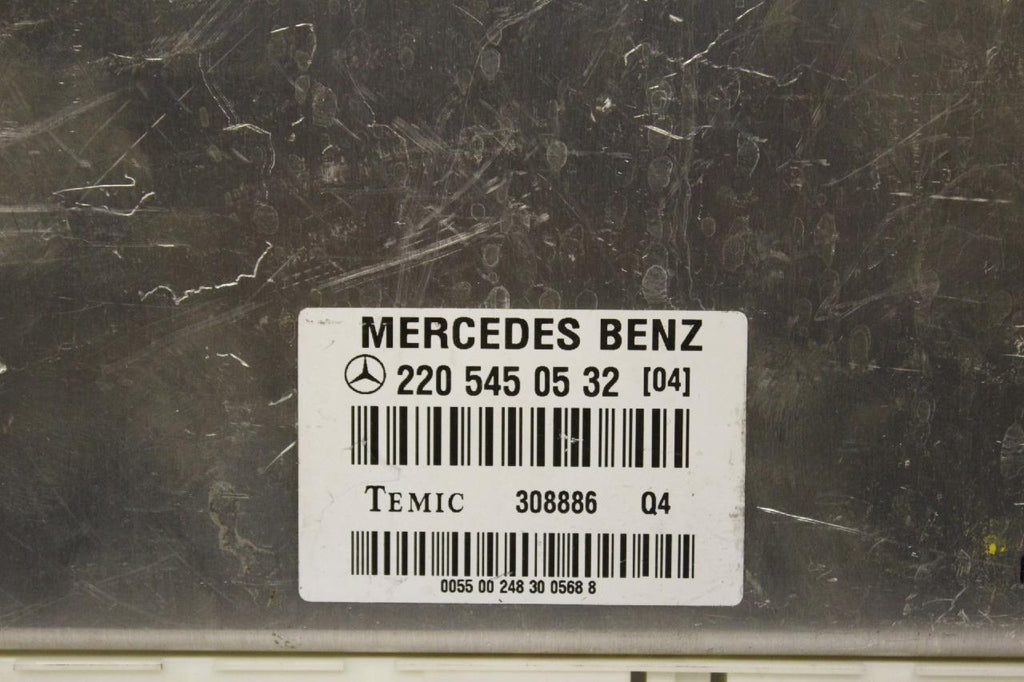 MERCEDES BENZ
220 545 05 32 [04]
TEMIC 308886 Q4
0055 00 248 30 0568 8